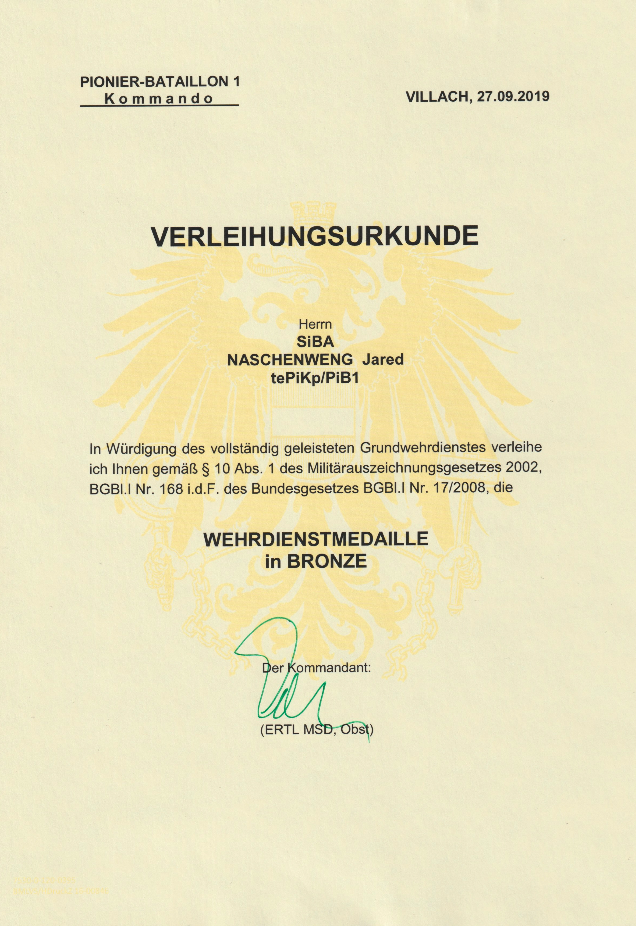 PIONIER-BATAILLON 1
Kommando
VILLACH, 27.09.2019
VERLEIHUNGSURKUNDE
Herrn
SiBA
NASCHENWENG Jared
tePiKp/PiB1
In Würdigung des vollständig geleisteten Grundwehrdienstes verleihe
ich Ihnen gemäß § 10 Abs. 1 des Militärauszeichnungsgesetzes 2002,
BGBl.I Nr. 168 i.d.F. des Bundesgesetzes BGBl.I Nr. 17/2008, die
WEHRDIENSTMEDAILLE
in BRONZE
Der Kommandant:
(ERTL MSD, Obst)